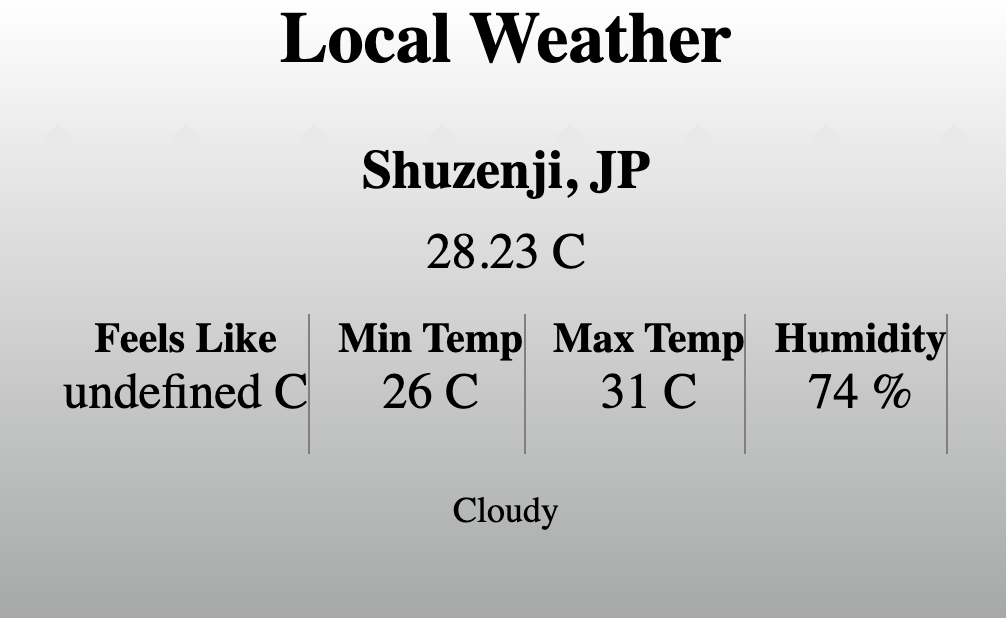 Local Weather
Shuzenji, JP
28.23 C
Feels Like Min Temp Max Temp Humidity
undefined C 26 C 31 C 74 %
Cloudy